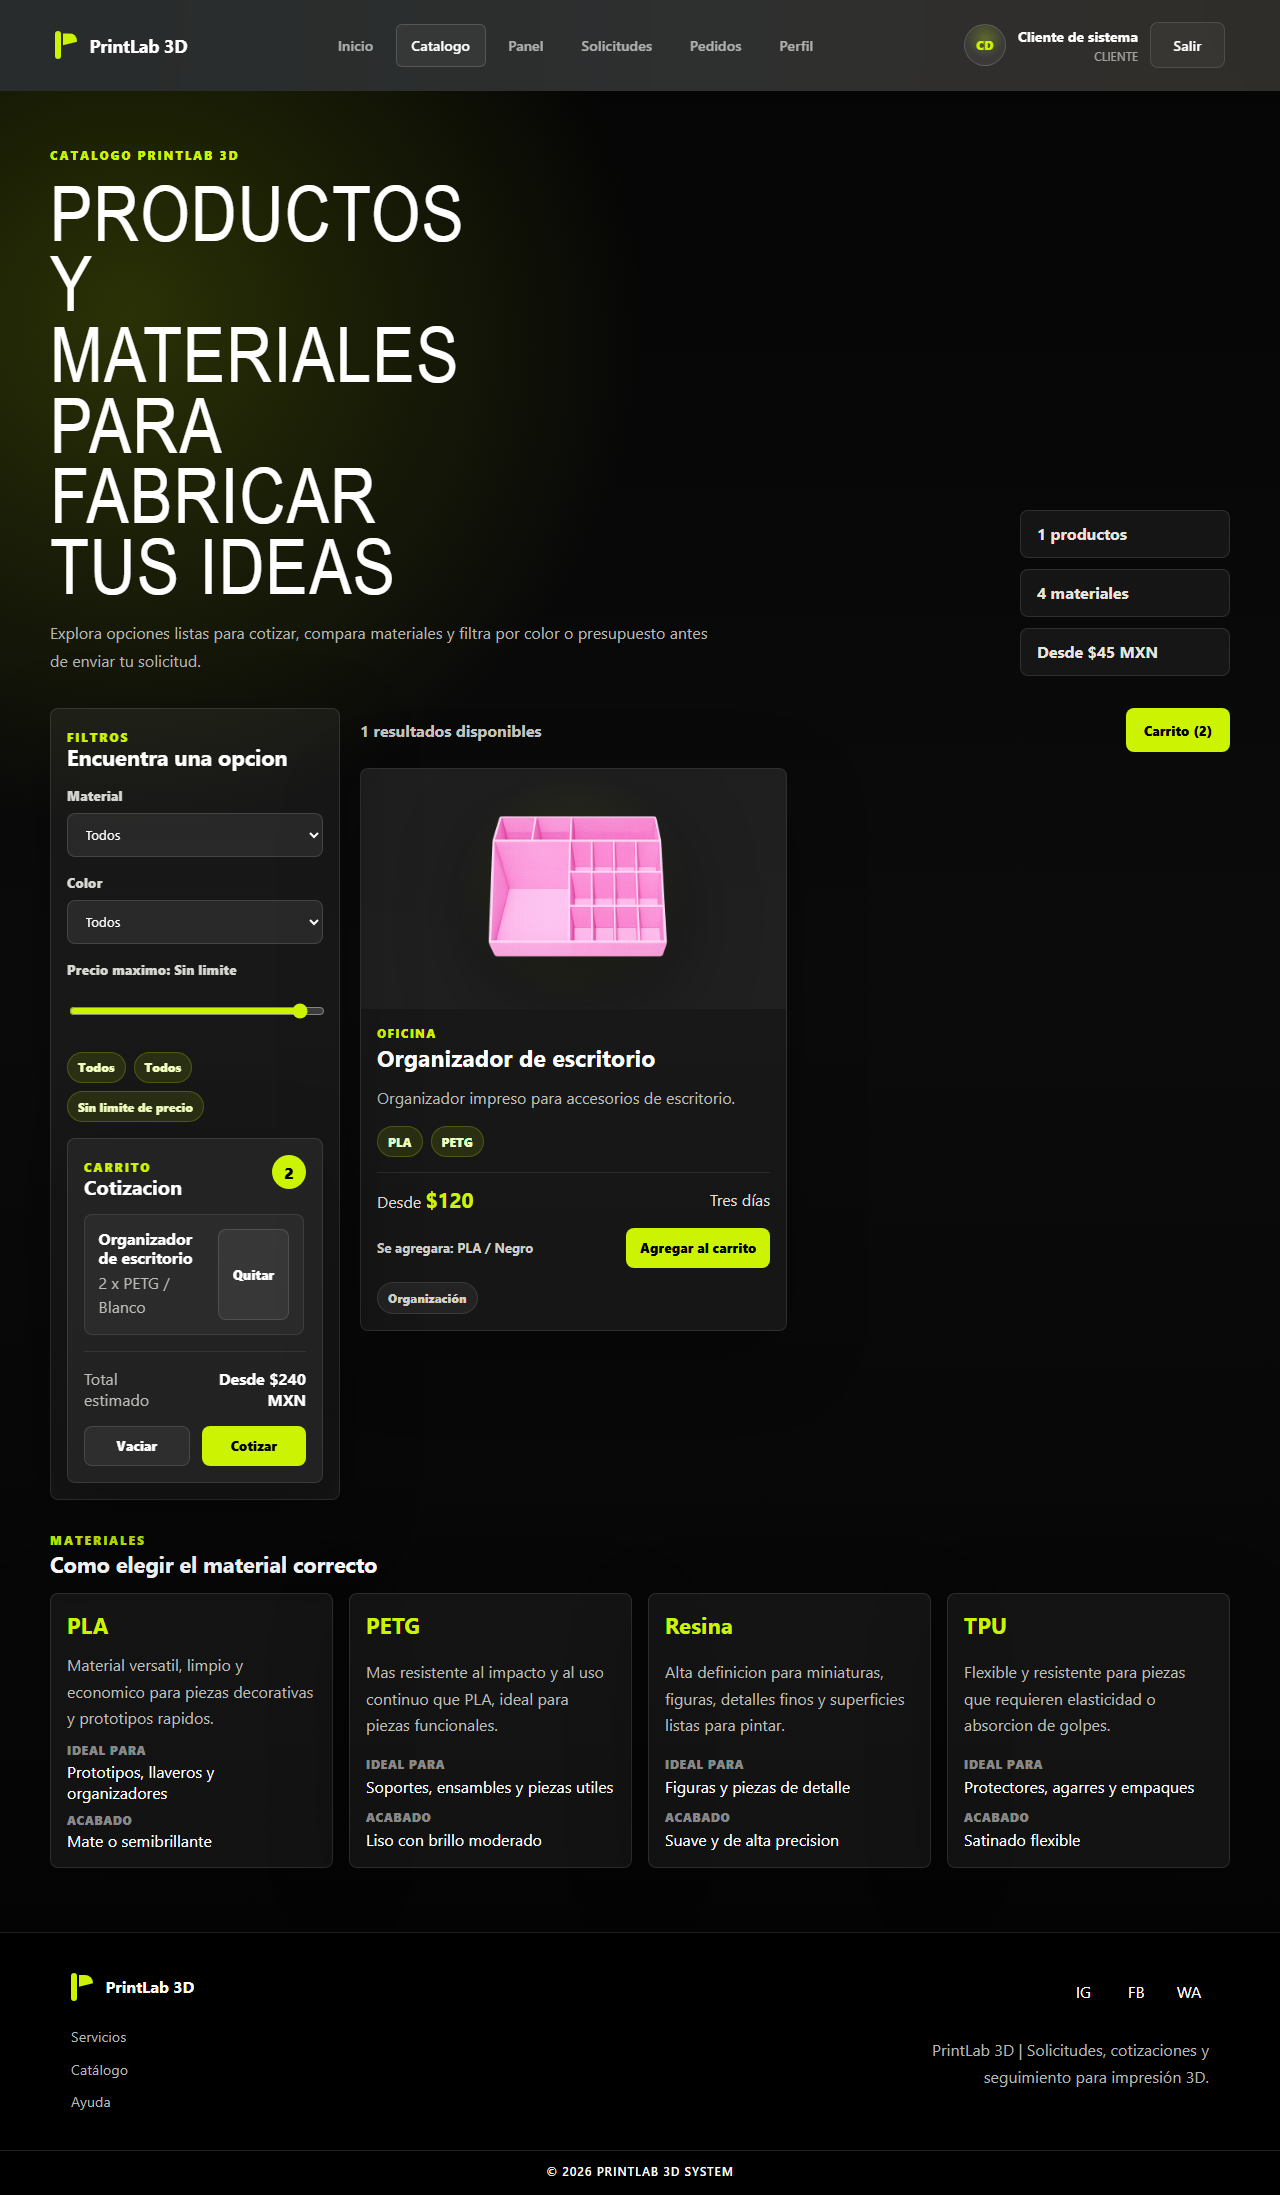 PrintLab 3D
Inicio
Catalogo
Panel
Solicitudes
Pedidos
Perfil
CD
Cliente de sistema
CLIENTE
Salir
CATALOGO PRINTLAB 3D
PRODUCTOS
Y
MATERIALES
PARA
FABRICAR
TUS IDEAS
Explora opciones listas para cotizar, compara materiales y filtra por color o presupuesto antes
de enviar tu solicitud.
1 productos
4 materiales
Desde $45 MXN
FILTROS
Encuentra una opcion
Material
Todos
Color
Todos
Precio maximo: Sin limite
Todos
Todos
Sin limite de precio
CARRITO
Cotizacion
2
Organizador
de escritorio
2 x PETG /
Blanco
Quitar
Total
estimado
Desde $240
MXN
Vaciar
Cotizar
1 resultados disponibles
Carrito (2)
OFICINA
Organizador de escritorio
Organizador impreso para accesorios de escritorio.
PLA
PETG
Desde $120
Tres días
Se agregara: PLA / Negro
Agregar al carrito
Organización
MATERIALES
Como elegir el material correcto
PLA
Material versatil, limpio y
economico para piezas decorativas
y prototipos rapidos.
IDEAL PARA
Prototipos, llaveros y
organizadores
ACABADO
Mate o semibrillante
PETG
Mas resistente al impacto y al uso
continuo que PLA, ideal para
piezas funcionales.
IDEAL PARA
Soportes, ensambles y piezas utiles
ACABADO
Liso con brillo moderado
Resina
Alta definicion para miniaturas,
figuras, detalles finos y superficies
listas para pintar.
IDEAL PARA
Figuras y piezas de detalle
ACABADO
Suave y de alta precision
TPU
Flexible y resistente para piezas
que requieren elasticidad o
absorcion de golpes.
IDEAL PARA
Protectores, agarres y empaques
ACABADO
Satinado flexible
PrintLab 3D
Servicios
Catálogo
Ayuda
IG
FB
WA
PrintLab 3D | Solicitudes, cotizaciones y
seguimiento para impresión 3D.
© 2026 PRINTLAB 3D SYSTEM